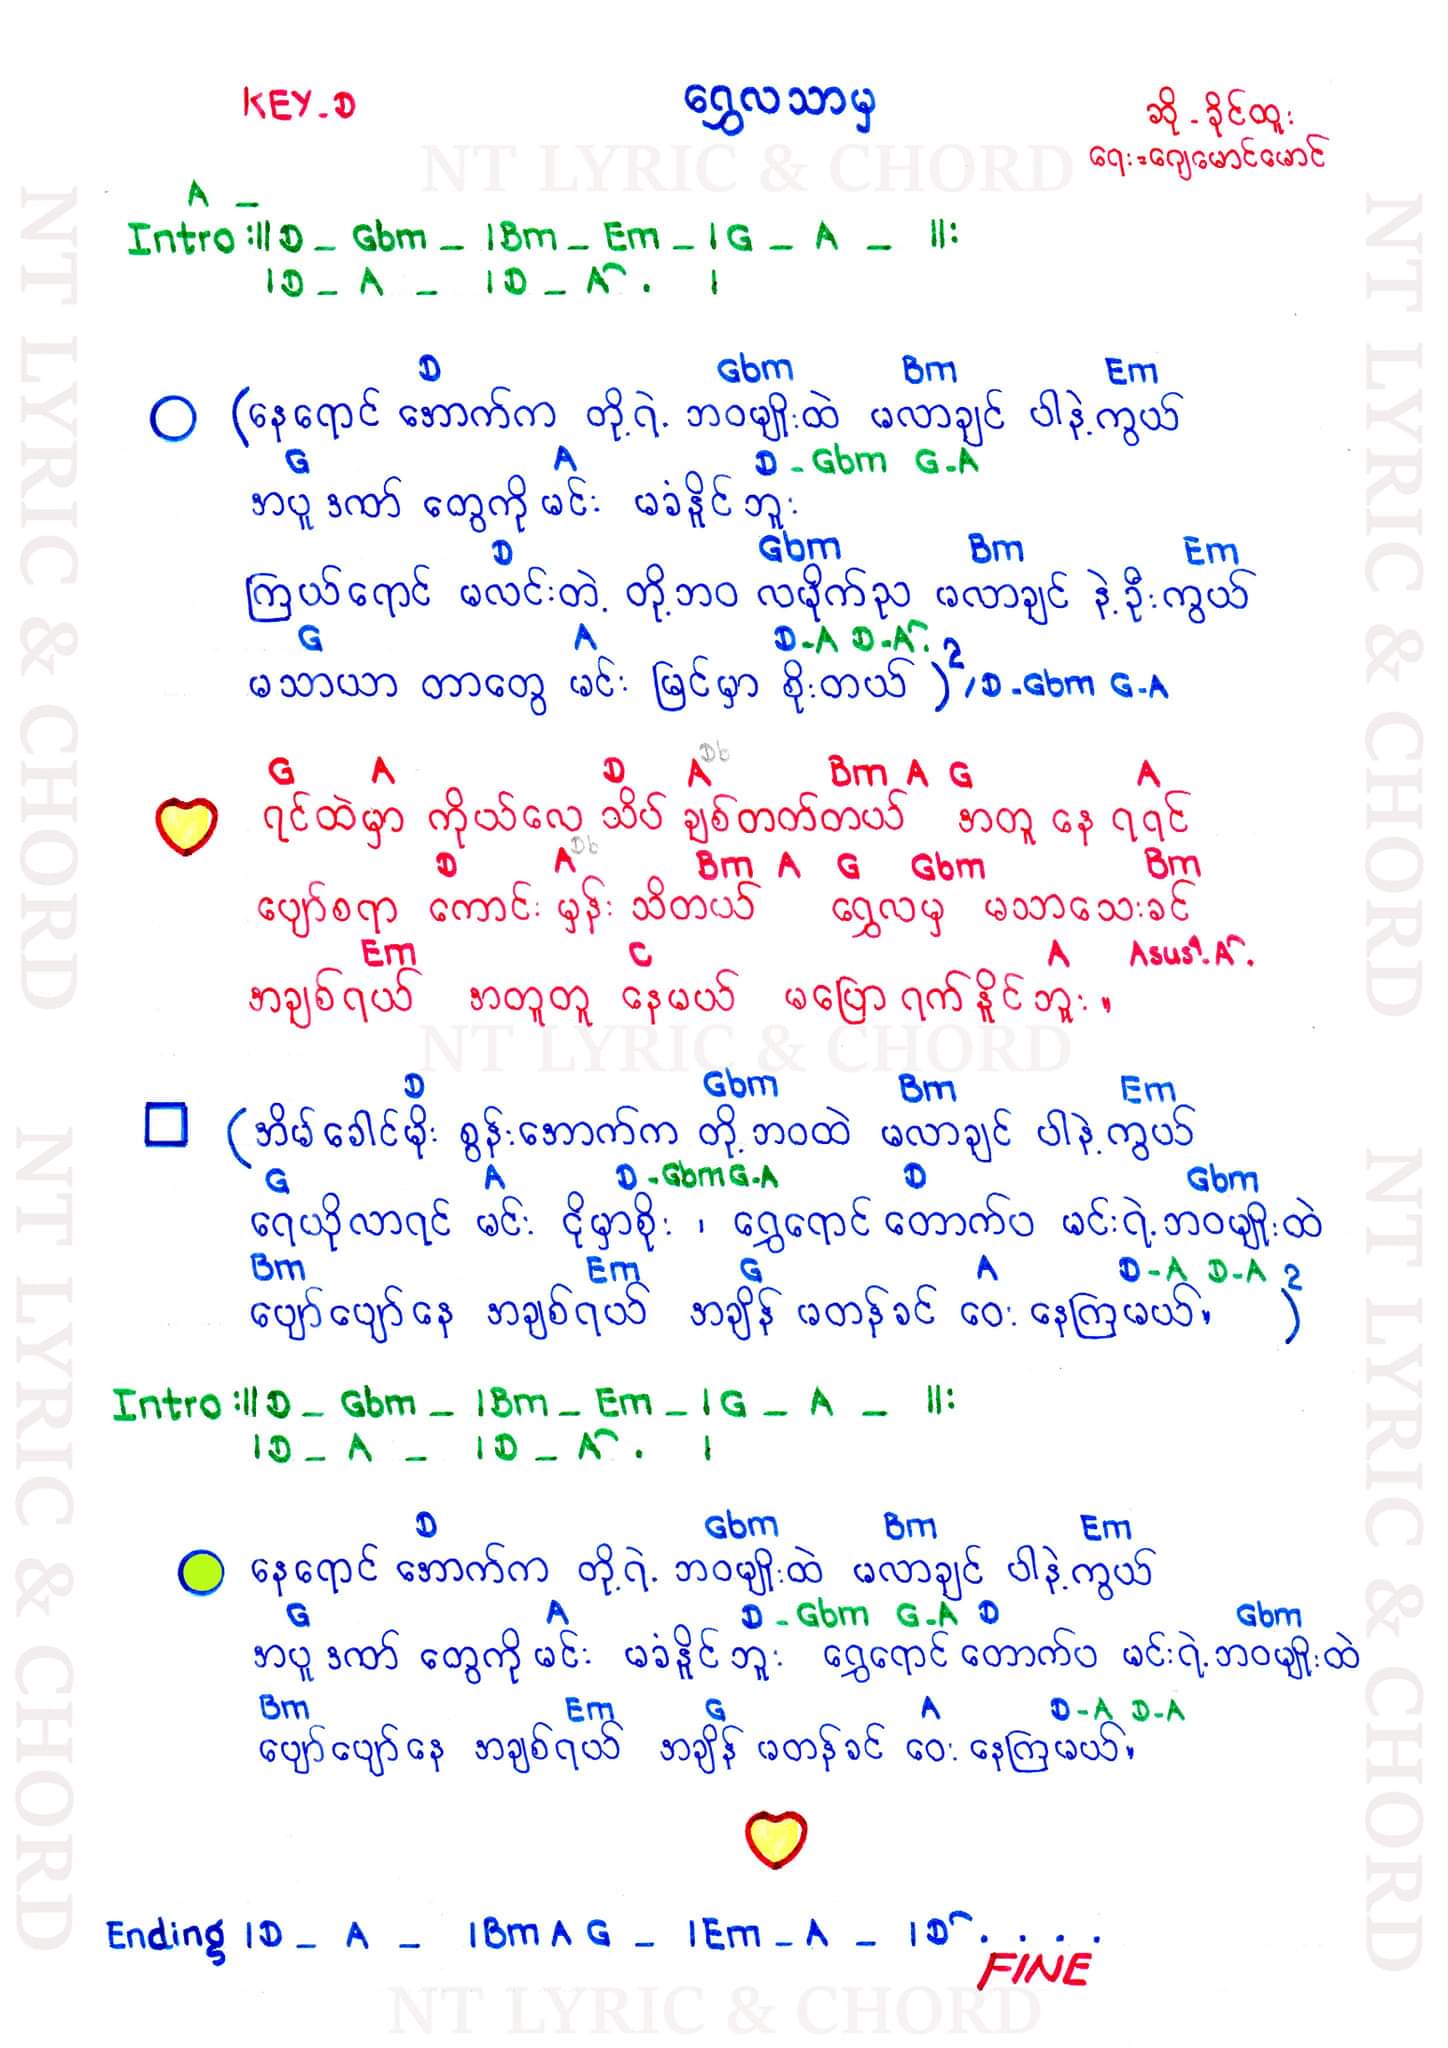 KEY-D
ရွှေလသာမှ
ဆို - ခိုင်ထူး
ရေး = ဂျေမောင်မောင်
NT LYRIC & CHORD
A _
Intro :|| D _ Gbm _ | Bm _ Em _ | G _ A _ ||:
| D _ A _ | D _ A . |
D Gbm Bm Em
(နေရောင် အောက်က တို့ရဲ့ ဘဝမျိုးထဲ မလာချင် ပါနဲ့ကွယ်
G A D - Gbm G-A
အပူဒဏ် တွေကို မင်း မခံနိူင်ဘူး
D Gbm Bm Em
ကြယ်ရောင် မလင်းတဲ့ တို့ဘဝ လမိုက်ည မလာချင် နဲ့ဦးကွယ်
G A D-A D-A .
မသာယာ တာတွေ မင်း မြင်မှာ စိုးတယ် )2 / D-Gbm G-A
G A D A Db Bm A G A
ရင်ထဲမှာ ကိုယ်လေ သိပ် ချစ်တတ်တယ် အတူ နေ ရရင်
D A Db Bm A G Gbm Bm
ပျော်စရာ ကောင်းမှန်း သိတယ် ရွှေလမှ မသာသေးခင်
Em C A Asus4-A .
အချစ်ရယ် အတူတူ နေမယ် မပြောရက်နိူင်ဘူး ။
NT LYRIC & CHORD
D Gbm Bm Em
(အိမ်ခေါင်မိုး စွန်းအောက်က တို့ဘဝထဲ မလာချင် ပါနဲ့ကွယ်
G A D-Gbm G-A D Gbm
ရေယိုလာရင် မင်း ငိုမှာစိုး ၊ ရွှေရောင်တောက်ပ မင်းရဲ့ဘဝမျိုးထဲ
Bm Em G A D-A D-A 2
ပျော်ပျော်နေ အချစ်ရယ် အချိန် မတန်ခင် ဝေးနေကြမယ်။ )
Intro :|| D _ Gbm _ | Bm _ Em _ | G _ A _ ||:
| D _ A _ | D _ A . |
D Gbm Bm Em
နေရောင် အောက်က တို့ရဲ့ ဘဝမျိုးထဲ မလာချင် ပါနဲ့ကွယ်
G A D - Gbm G-A D Gbm
အပူဒဏ် တွေကို မင်း မခံနိူင်ဘူး ရွှေရောင်တောက်ပ မင်းရဲ့ဘဝမျိုးထဲ
Bm Em G A D-A D-A
ပျော်ပျော်နေ အချစ်ရယ် အချိန် မတန်ခင် ဝေးနေကြမယ်။
Ending | D _ A _ | Bm A G _ | Em _ A _ | D . . . .
FINE
NT LYRIC & CHORD
NT LYRIC & CHORD
NT LYRIC & CHORD
NT LYRIC & CHORD
NT LYRIC & CHORD